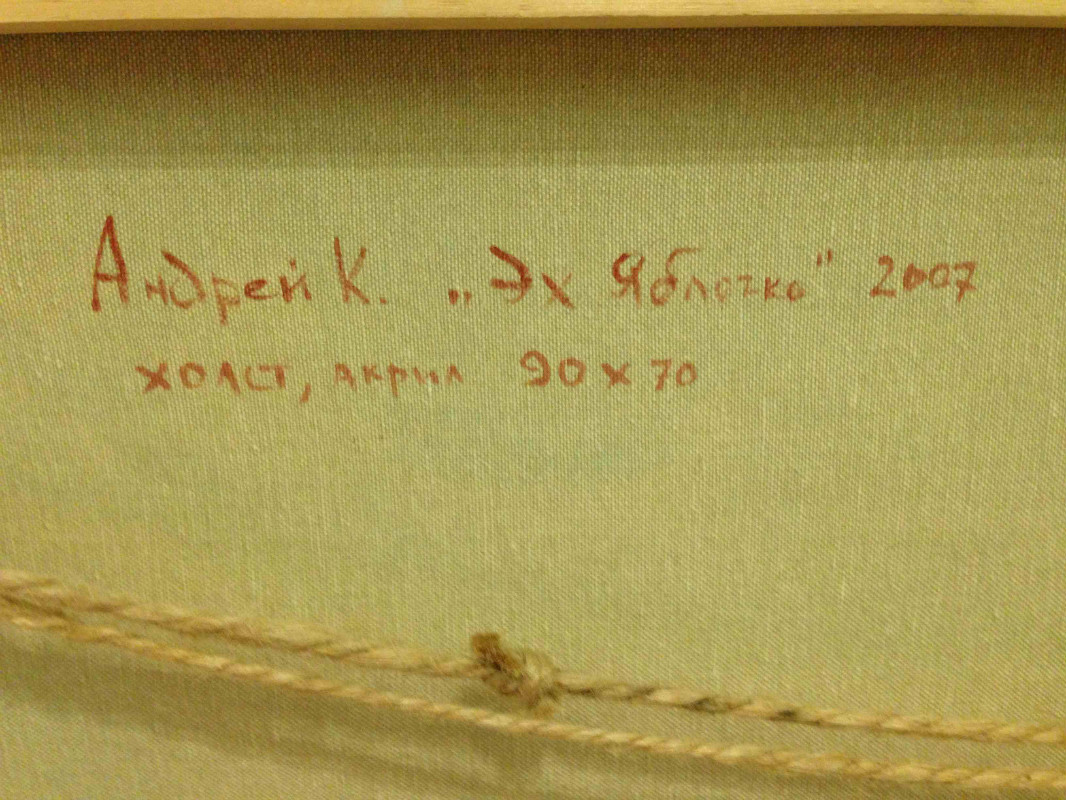 Андрей К. „Эх Яблочко" 2007
холст, акрил 90 х 70